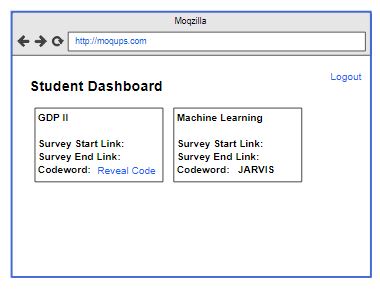 Moqzilla
http://moqups.com
Logout
Student Dashboard
GDP II
Survey Start Link:
Survey End Link:
Codeword: Reveal Code
Machine Learning
Survey Start Link:
Survey End Link:
Codeword: JARVIS